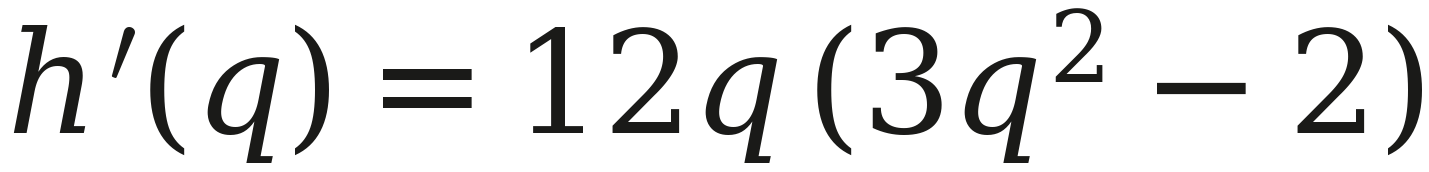 h′(q) = 12q(3q² − 2)